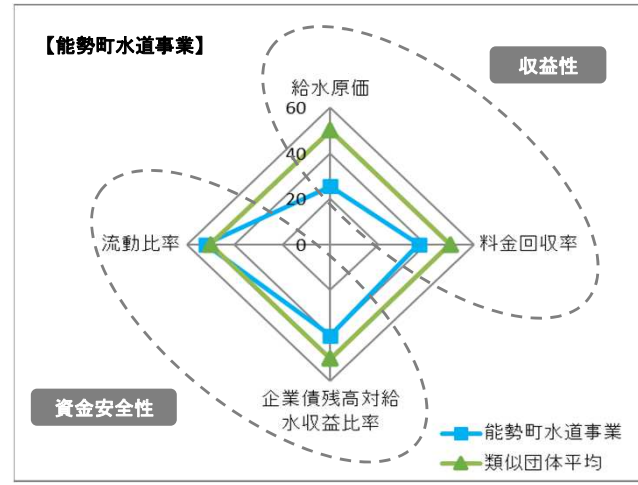 【能勢町水道事業】
収益性
給水原価
60
40
20
0
流動比率
料金回収率
企業債残高対給
水収益比率
資金安全性
能勢町水道事業
類似団体平均